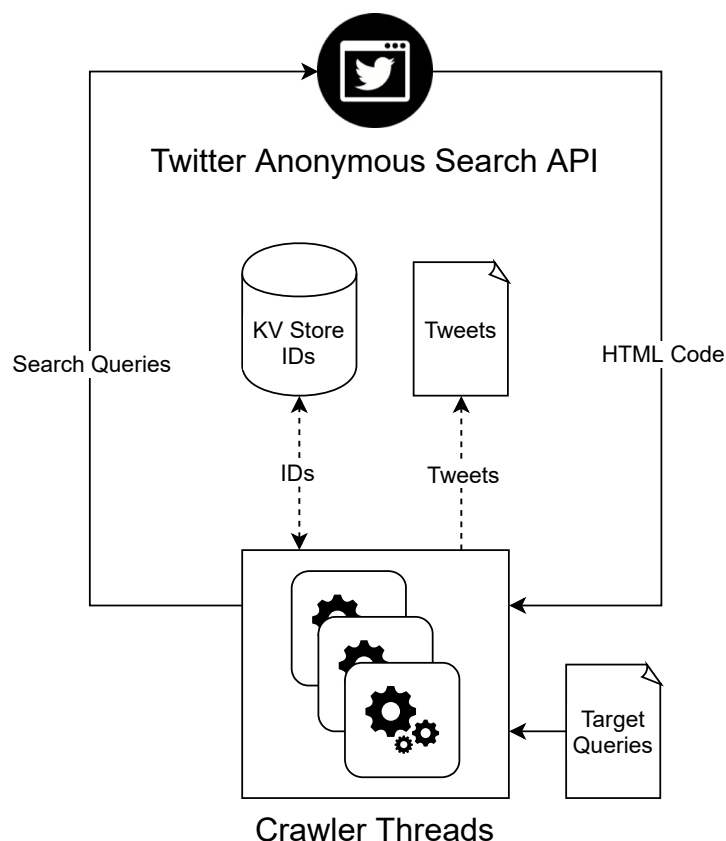 Twitter Anonymous Search API
KV Store
IDs
Tweets
Search Queries
HTML Code
IDs
Tweets
Target
Queries
Crawler Threads